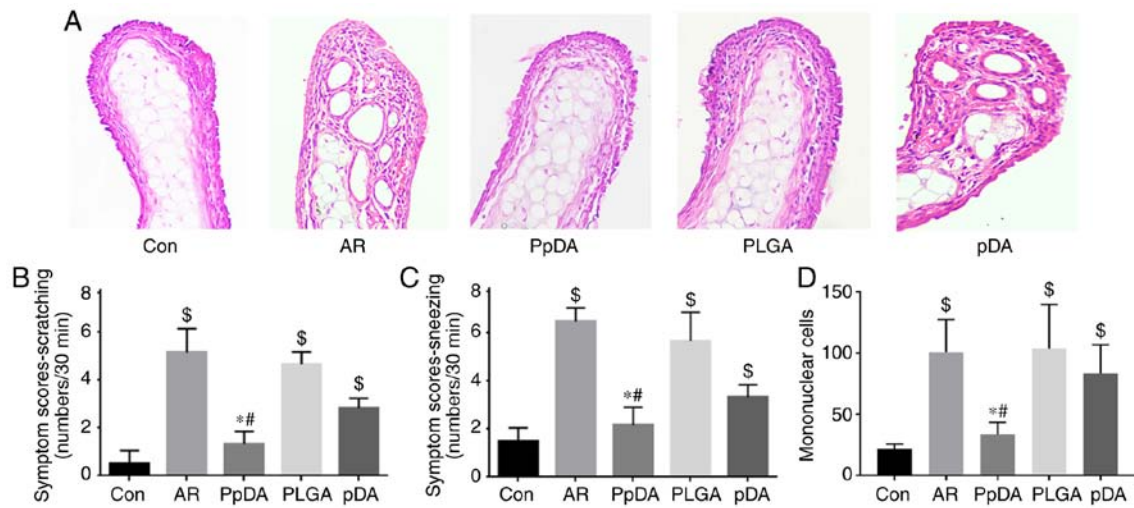 A
Con AR PpDA PLGA pDA
B
Symptom scores-scratching
(numbers/30 min)
8
6
4
2
0
$
*#
$
$
Con AR PpDA PLGA pDA
C
Symptom scores-sneezing
(numbers/30 min)
8
6
4
2
0
$
*#
$
$
Con AR PpDA PLGA pDA
D
Mononuclear cells
150
100
50
0
$
*#
$
$
Con AR PpDA PLGA pDA